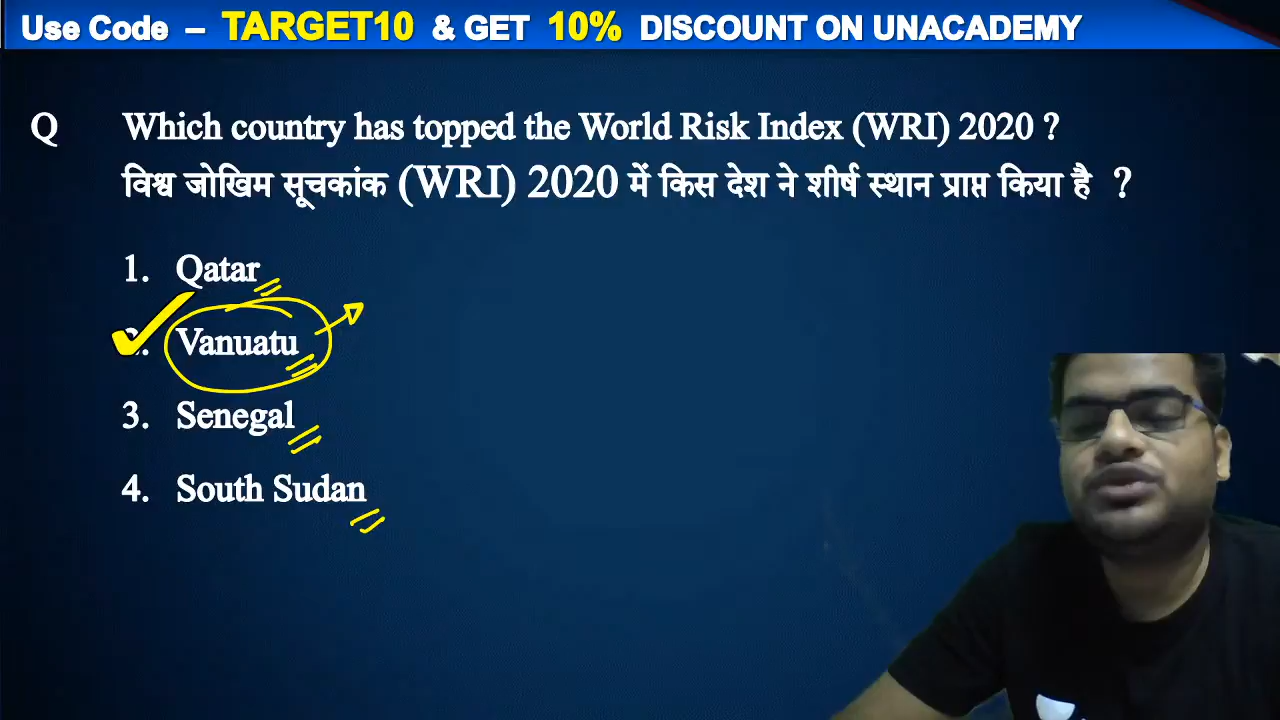 Use Code – TARGET10 & GET 10% DISCOUNT ON UNACADEMY
Q Which country has topped the World Risk Index (WRI) 2020 ?
विश्व जोखिम सूचकांक (WRI) 2020 में किस देश ने शीर्ष स्थान प्राप्त किया है ?
1. Qatar
2. Vanuatu
3. Senegal
4. South Sudan